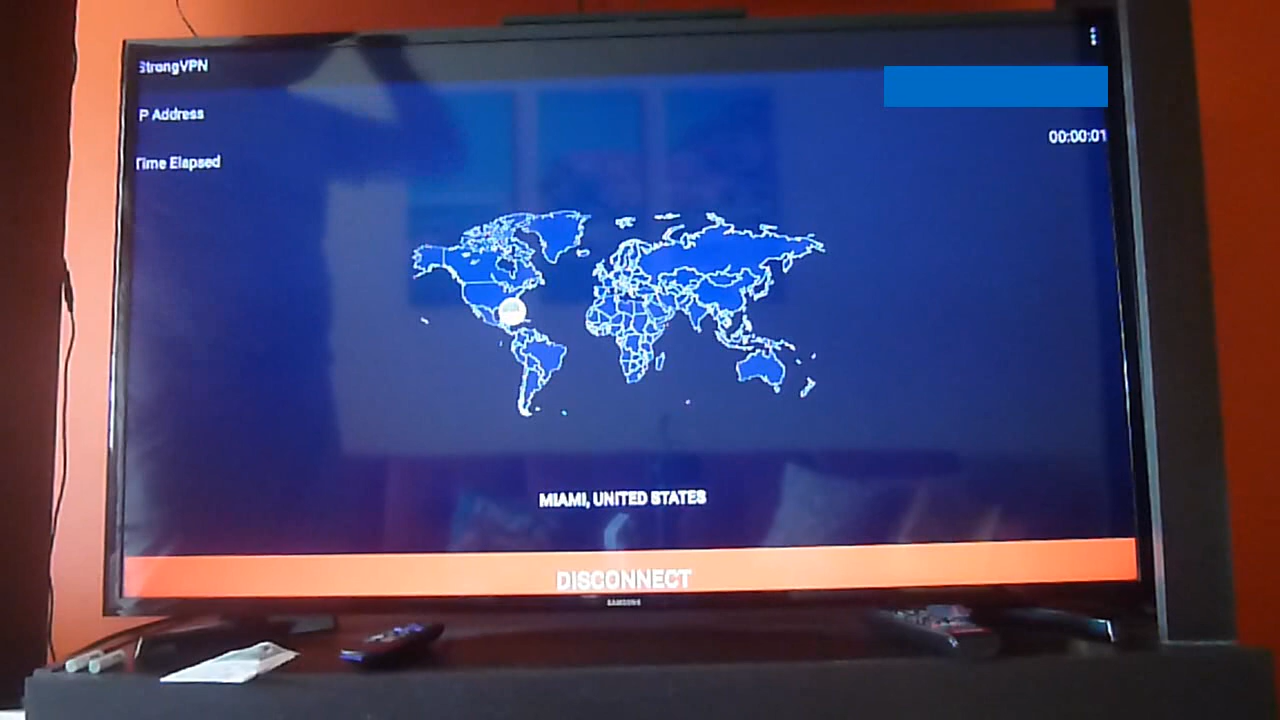 StrongVPN
P Address
00:00:01
Time Elapsed
MIAMI, UNITED STATES
DISCONNECT
SAMSUNG